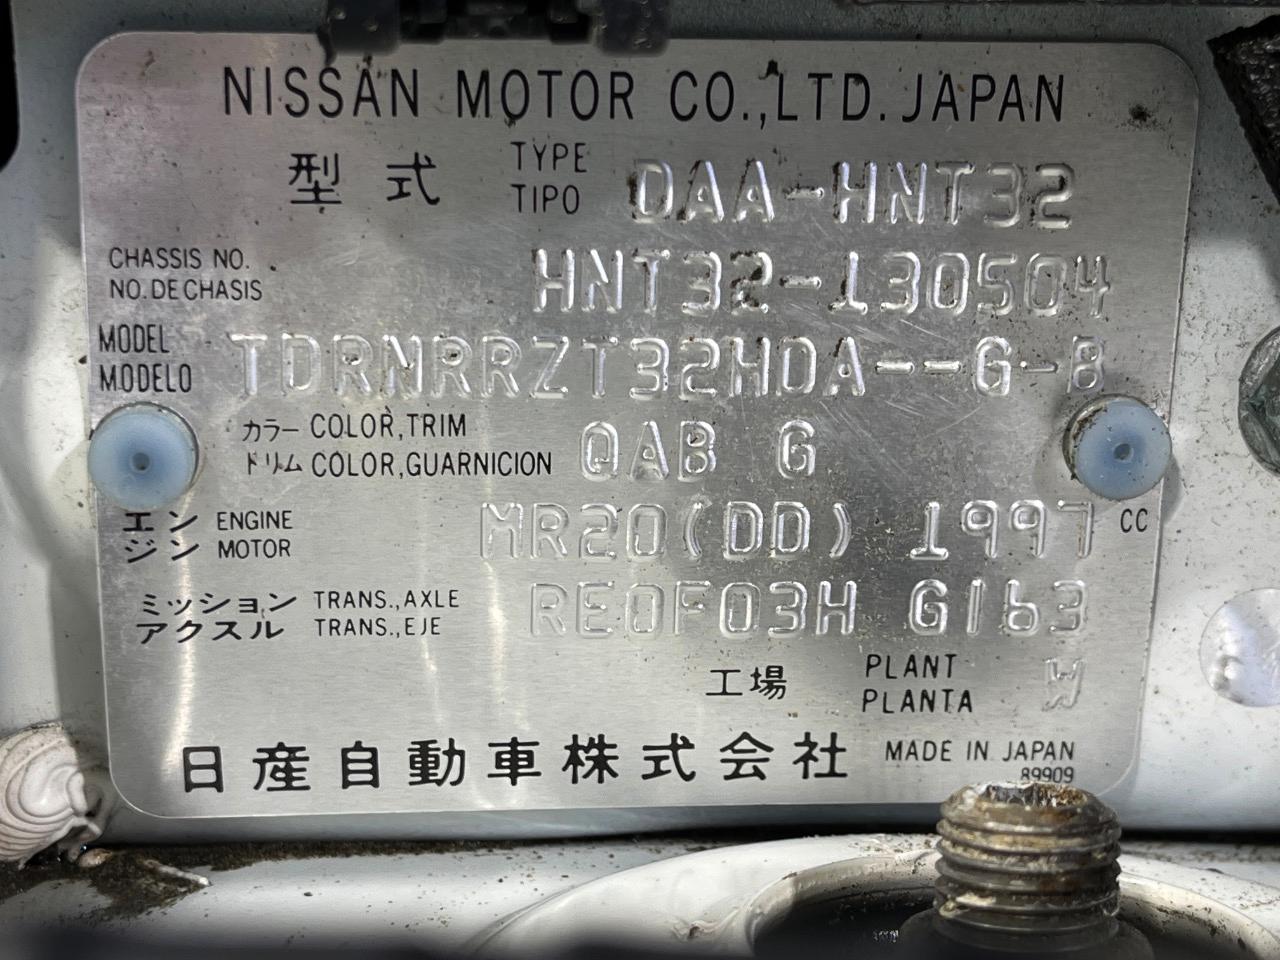 NISSAN MOTOR CO.,LTD. JAPAN
型式 TYPE TIPO DAA-HNT32
CHASSIS NO. NO. DE CHASIS HNT32-130504
MODEL MODELO TDRNRRZT32HDA--G-B
カラー COLOR,TRIM
ドリム COLOR,GUARNICION QAB G
エンジン ENGINE MOTOR MR20(DD) 1997 CC
ミッション TRANS.,AXLE
アクスル TRANS.,EJE RE0F03H G163
工場 PLANT PLANTA W
日産自動車株式会社 MADE IN JAPAN
89909